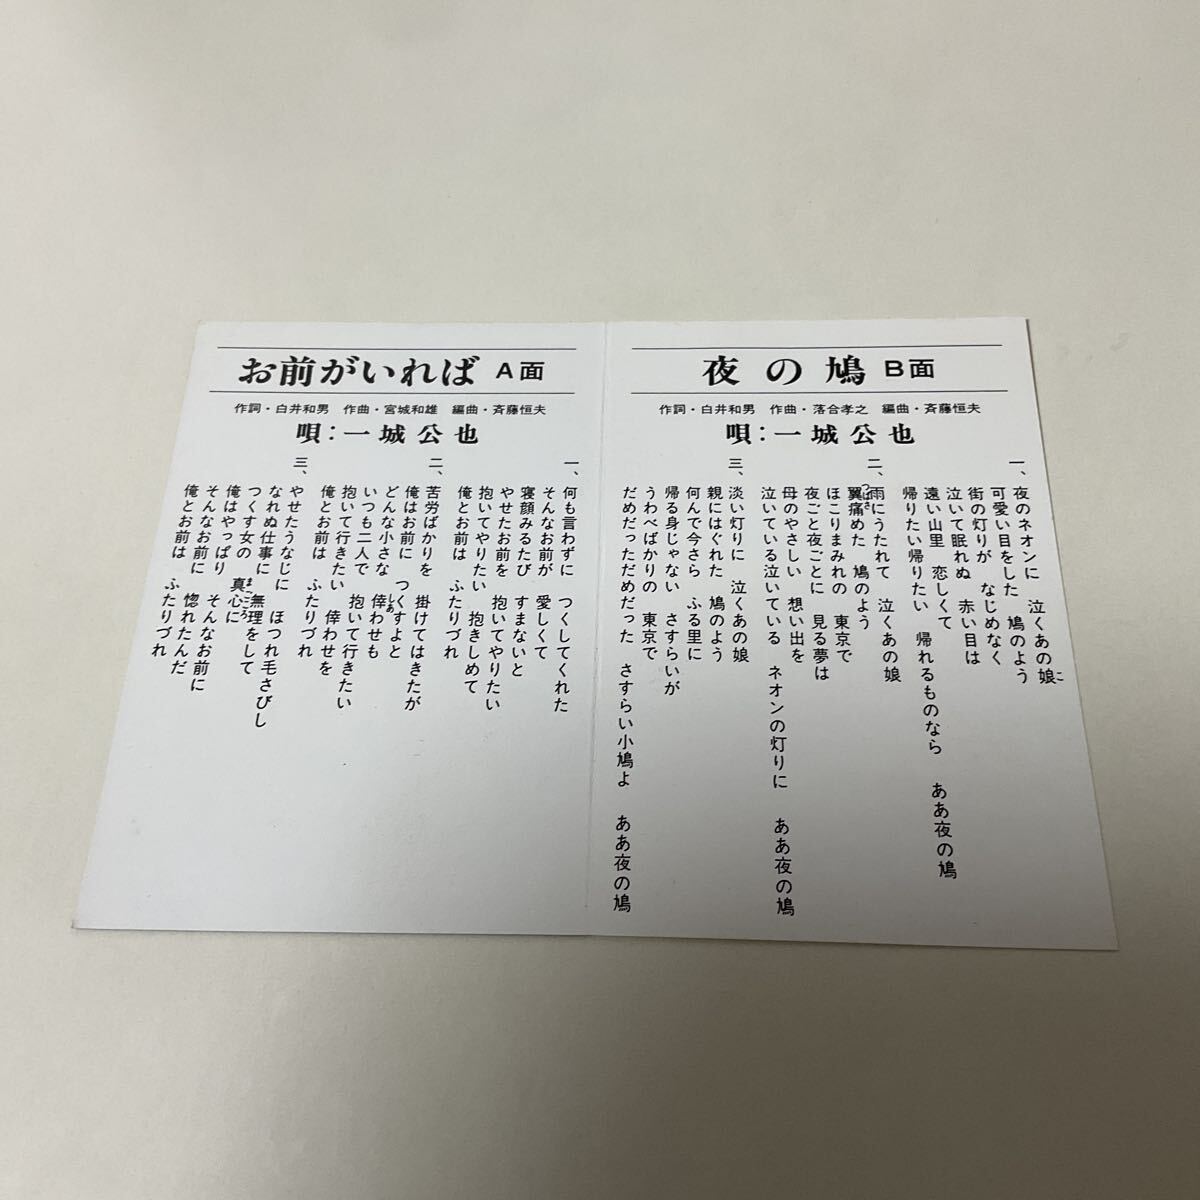 お前がいれば A面
作詞・白井和男 作曲・宮城和雄 編曲・斉藤恒夫
唄:一城公也
一、何も言わずに つくしてくれた
そんなお前が 愛しくて
寝顔みるたび すまないと
やせたお前を 抱いてやりたい
抱いてやりたい 抱きしめて
俺とお前は ふたりづれ
二、苦労ばかりを 掛けてはきたが
俺はお前に つくすよと
どんな小さな 倖わせも
いつも二人で 抱いて行きたい
抱いて行きたい 倖わせを
俺とお前は ふたりづれ
三、やせたうなじに ほつれ毛さびし
なれぬ仕事に 無理をして
つくす女の 真心に
俺はやっぱり 惚れたんだ
そんなお前に そんなお前に
俺とお前は ふたりづれ
夜の鳩 B面
作詞・白井和男 作曲・落合孝之 編曲・斉藤恒夫
唄:一城公也
一、夜のネオンに 泣くあの娘
可愛い目をした 鳩のよう
街の灯りが なじめなく
泣いて眠れぬ 赤い目は
遠い山里 恋しくて
帰りたい帰りたい 帰れるものなら ああ夜の鳩
二、雨にうたれて 泣くあの娘
翼痛めた 鳩のよう
ほこりまみれの 東京で
夜ごと夜ごとに 見る夢は
母のやさしい 想い出を
泣いている泣いている ネオンの灯りに ああ夜の鳩
三、淡い灯りに 泣くあの娘
親にはぐれた 鳩のよう
何んで今さら ふる里に
帰る身じゃない さすらいが
うわべばかりの 東京で
だめだっただめだった さすらい小鳩よ ああ夜の鳩